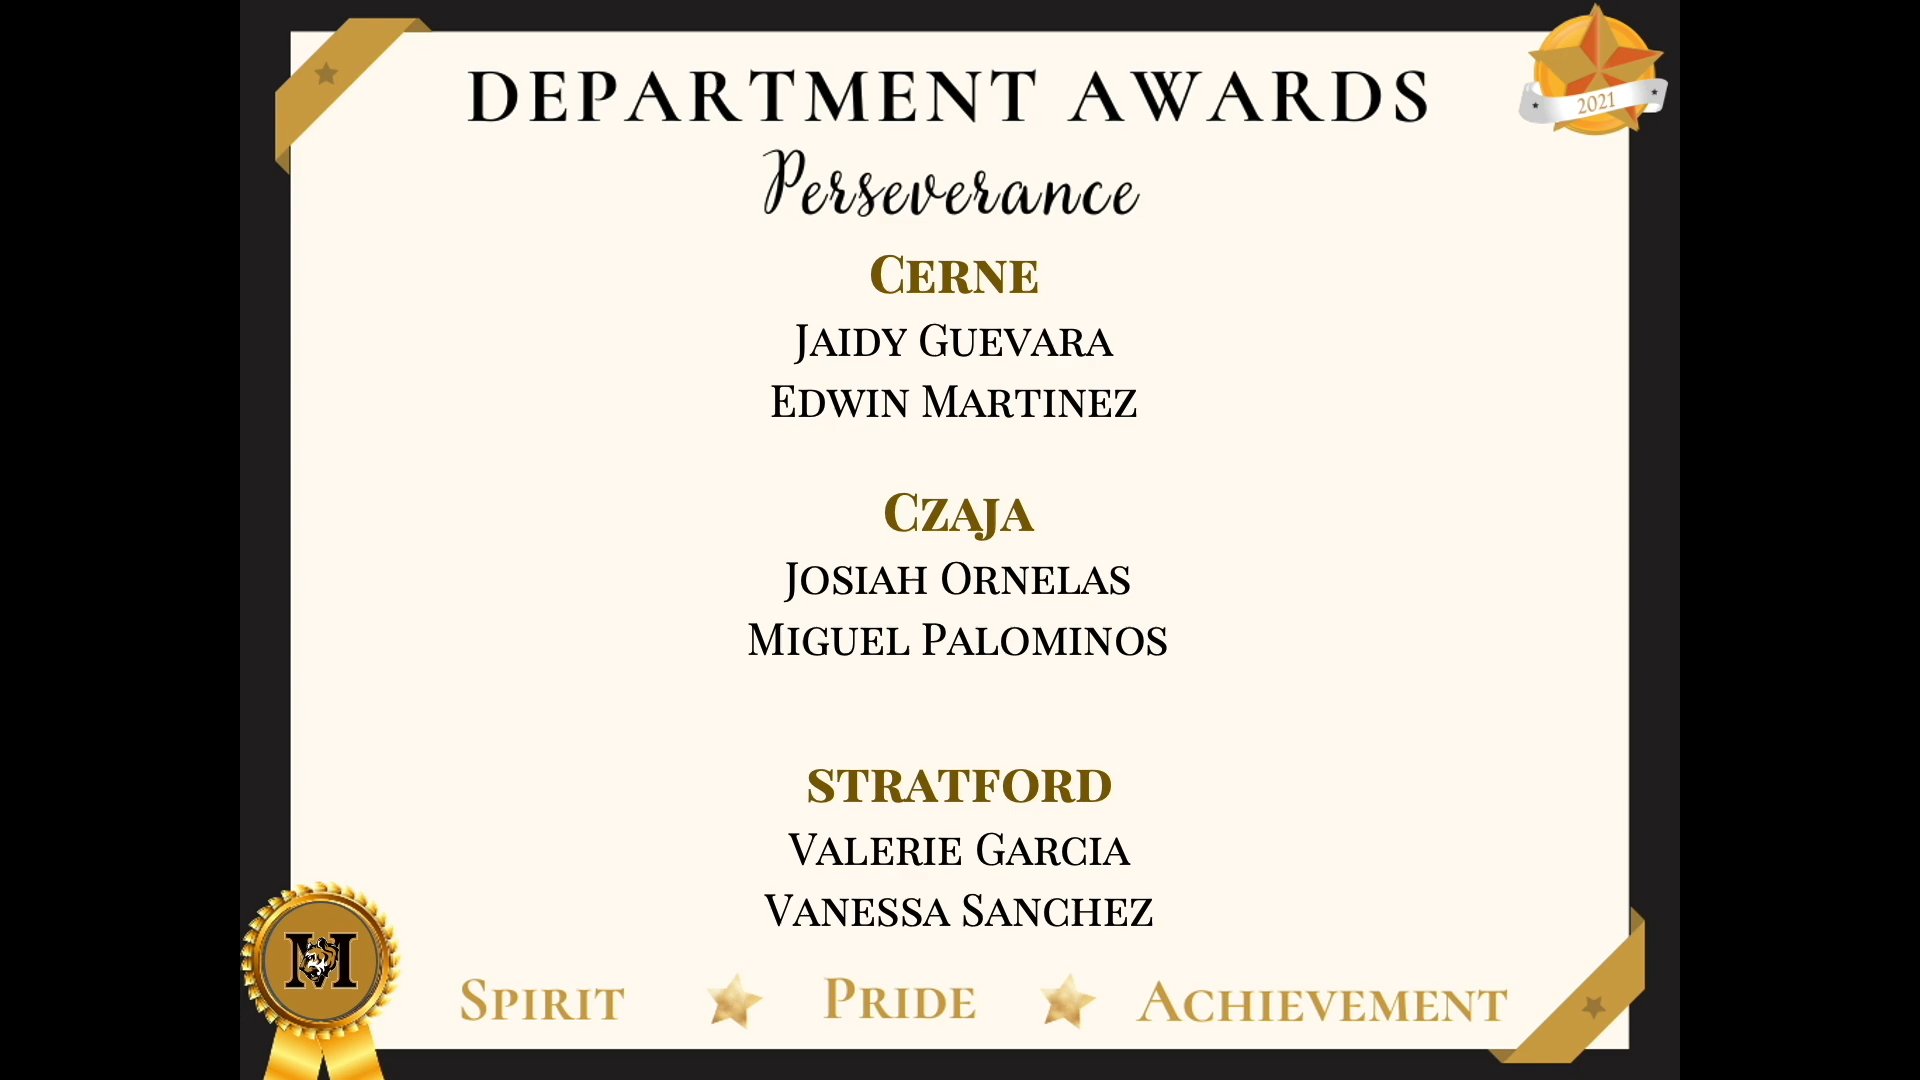 DEPARTMENT AWARDS
2021
Perseverance
Cerne
Jaidy Guevara
Edwin Martinez
Czaja
Josiah Ornelas
Miguel Palominos
STRATFORD
Valerie Garcia
Vanessa Sanchez
M
Spirit Pride Achievement